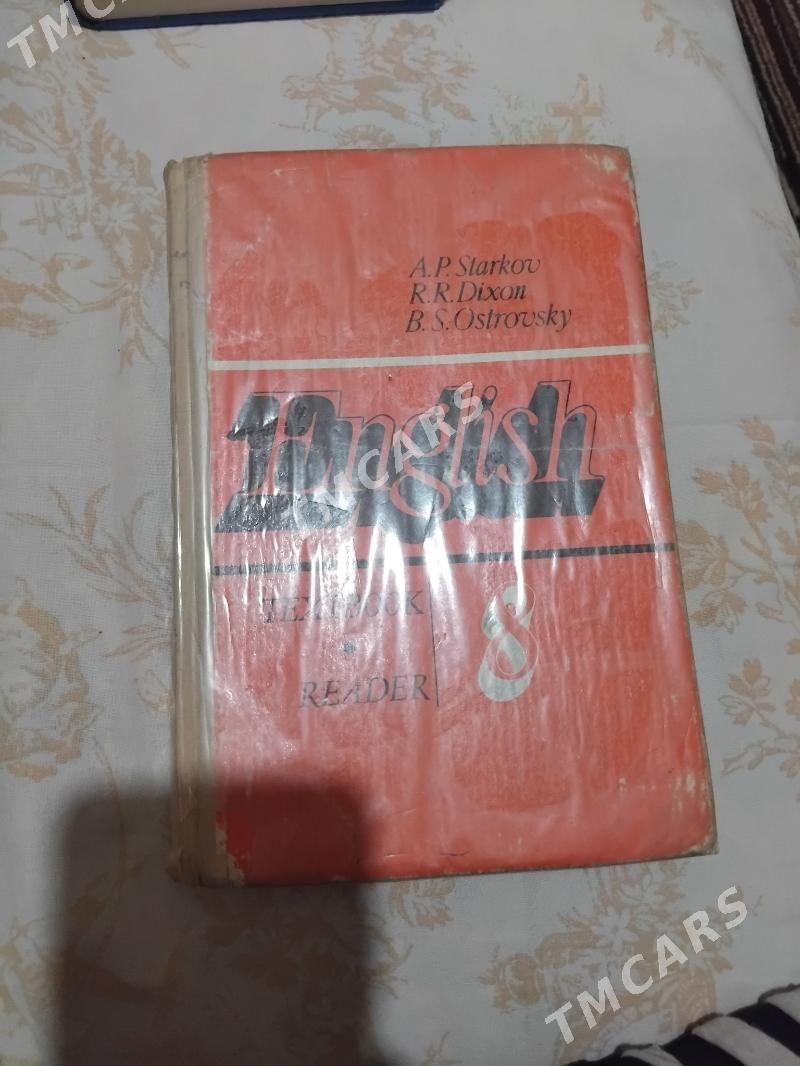 TMCARS
A.P. Starkov
R.R. Dixon
B.S. Ostrovsky
English
TMCARS
TEXTBOOK
READER
8
TMCARS